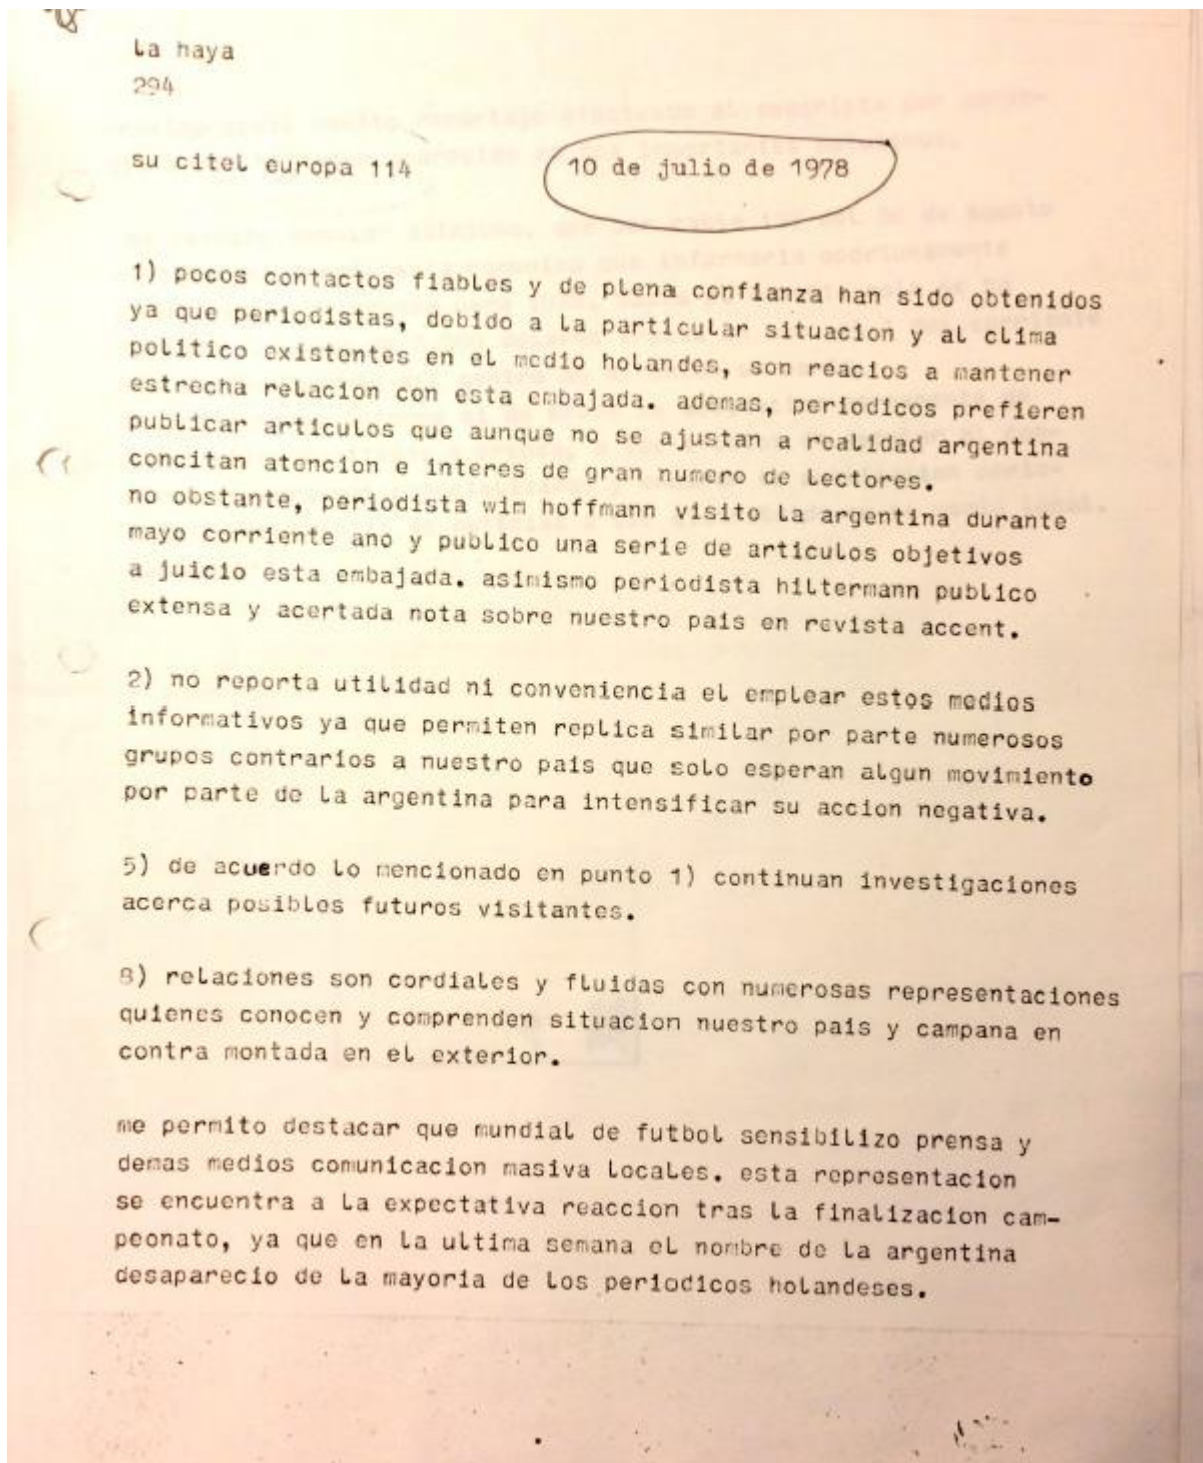 la haya
294
su citel europa 114
10 de julio de 1978
1) pocos contactos fiables y de plena confianza han sido obtenidos
ya que periodistas, debido a la particular situacion y al clima
politico existentes en el medio holandes, son reacios a mantener
estrecha relacion con esta embajada. ademas, periodicos prefieren
publicar articulos que aunque no se ajustan a realidad argentina
concitan atencion e interes de gran numero de lectores.
no obstante, periodista wim hoffmann visito la argentina durante
mayo corriente ano y publico una serie de articulos objetivos
a juicio esta embajada. asimismo periodista hiltermann publico
extensa y acertada nota sobre nuestro pais en revista accent.
2) no reporta utilidad ni conveniencia el emplear estos medios
informativos ya que permiten replica similar por parte numerosos
grupos contrarios a nuestro pais que solo esperan algun movimiento
por parte de la argentina para intensificar su accion negativa.
5) de acuerdo lo mencionado en punto 1) continuan investigaciones
acerca posibles futuros visitantes.
8) relaciones son cordiales y fluidas con numerosas representaciones
quienes conocen y comprenden situacion nuestro pais y campana en
contra montada en el exterior.
me permito destacar que mundial de futbol sensibilizo prensa y
demas medios comunicacion masiva locales. esta representacion
se encuentra a la expectativa reaccion tras la finalizacion cam-
peonato, ya que en la ultima semana el nombre de la argentina
desaparecio de la mayoria de los periodicos holandeses.